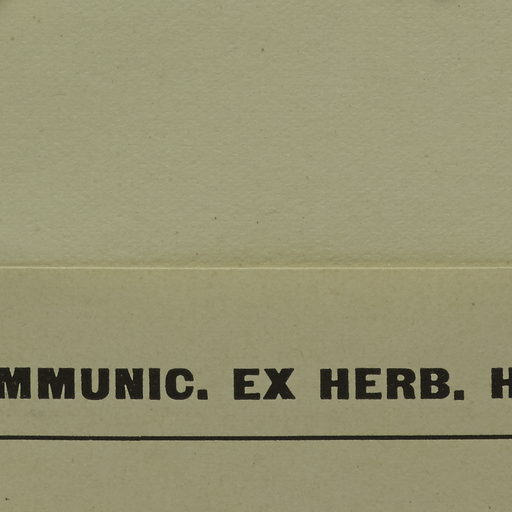 MMUNIC. EX HERB. H